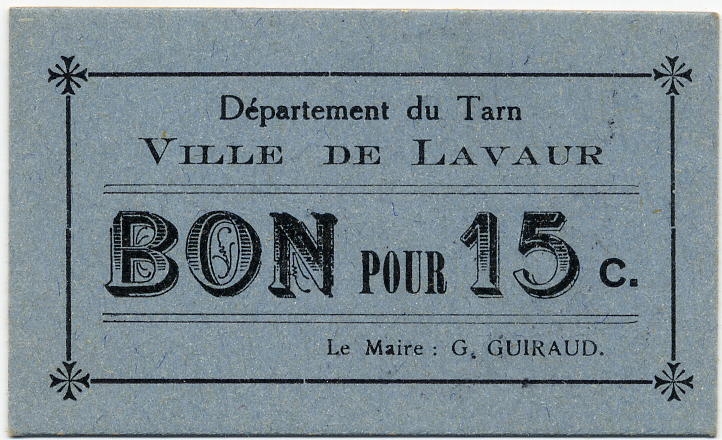 Département du Tarn
VILLE DE LAVAUR
BON POUR 15 C.
Le Maire : G. GUIRAUD.